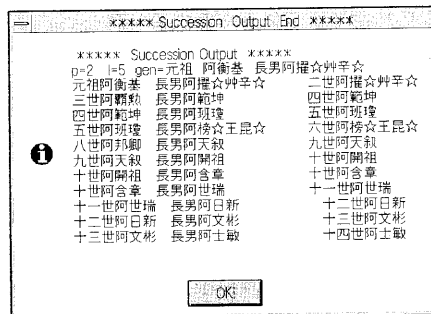 ***** Succession Output End *****
***** Succession Output *****
p=2 l=5 gen=元祖 阿衡基 長男阿擢☆艸辛☆
元祖阿衡基 長男阿擢☆艸辛☆ 二世阿擢☆艸辛☆
三世阿覇勲 長男阿範坤 四世阿範坤
四世阿範坤 長男阿班瓊 五世阿班瓊
五世阿班瓊 長男阿榜☆王昆☆ 六世阿榜☆王昆☆
八世阿邦卿 長男阿天叙 九世阿天叙
九世阿天叙 長男阿開祖 十世阿開祖
十世阿開祖 長男阿含章 十世阿含章
十世阿含章 長男阿世瑞 十一世阿世瑞
十一世阿世瑞 長男阿日新 十二世阿日新
十二世阿日新 長男阿文彬 十三世阿文彬
十三世阿文彬 長男阿士敏 十四世阿士敏
OK